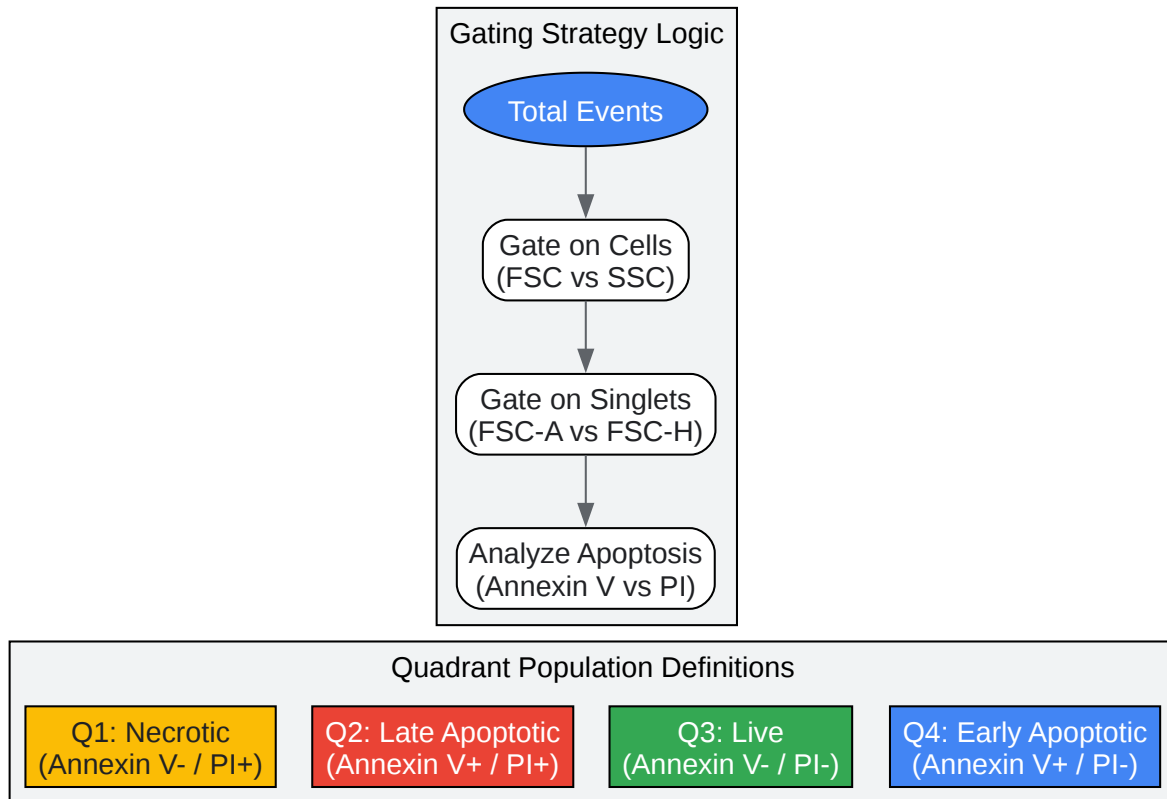 Gating Strategy Logic
Total Events
Gate on Cells
(FSC vs SSC)
Gate on Singlets
(FSC-A vs FSC-H)
Analyze Apoptosis
(Annexin V vs PI)
Quadrant Population Definitions
Q1: Necrotic
(Annexin V- / PI+)
Q2: Late Apoptotic
(Annexin V+ / PI+)
Q3: Live
(Annexin V- / PI-)
Q4: Early Apoptotic
(Annexin V+ / PI-)